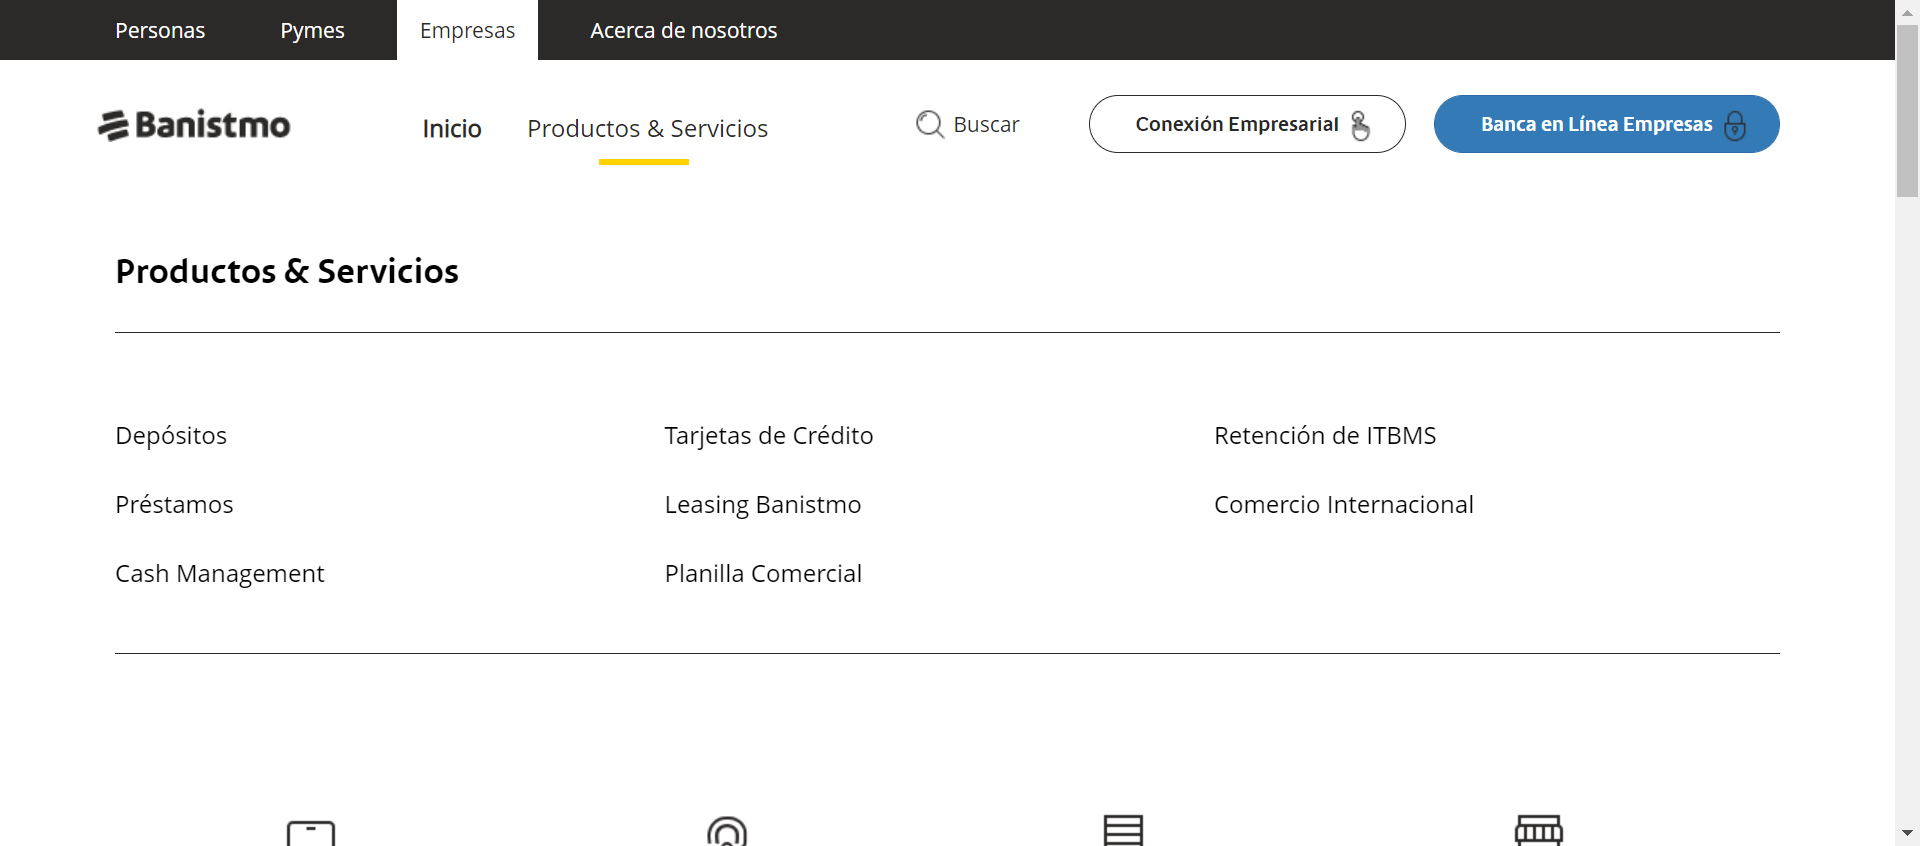 Personas Pymes Empresas Acerca de nosotros
Banistmo Inicio Productos & Servicios Buscar Conexión Empresarial Banca en Línea Empresas
Productos & Servicios
Depósitos Tarjetas de Crédito Retención de ITBMS
Préstamos Leasing Banistmo Comercio Internacional
Cash Management Planilla Comercial